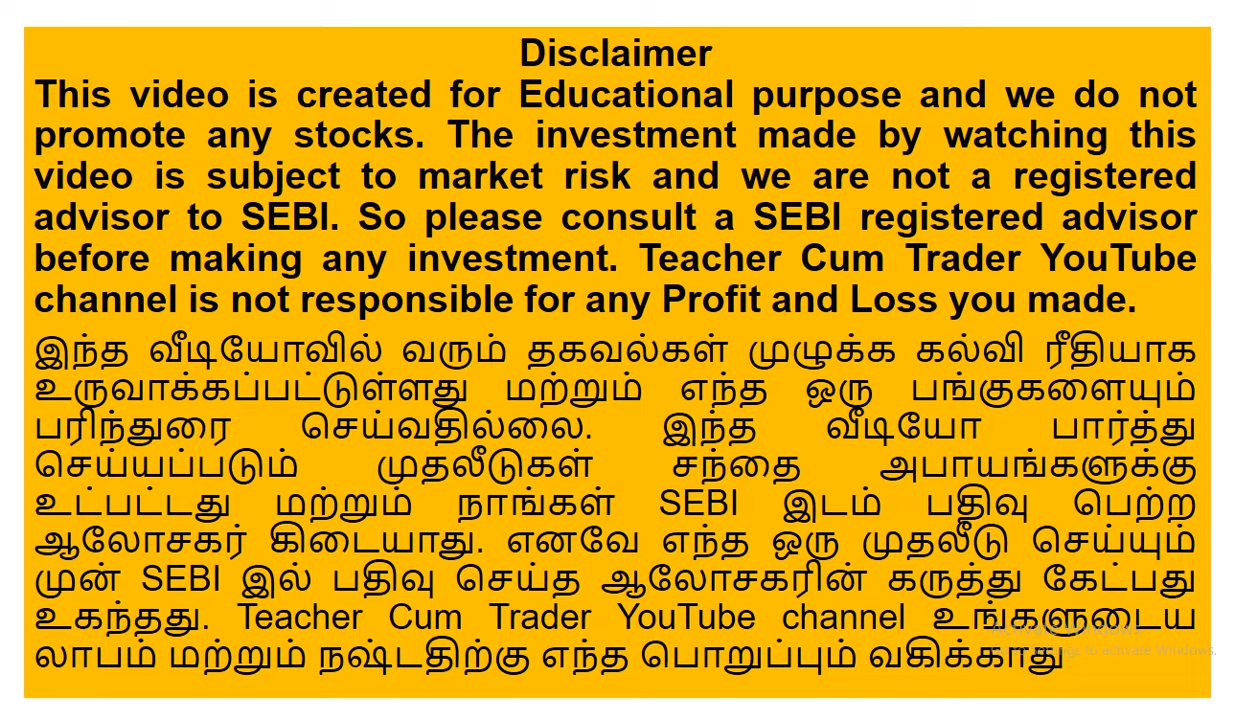 Disclaimer
This video is created for Educational purpose and we do not
promote any stocks. The investment made by watching this
video is subject to market risk and we are not a registered
advisor to SEBI. So please consult a SEBI registered advisor
before making any investment. Teacher Cum Trader YouTube
channel is not responsible for any Profit and Loss you made.
இந்த வீடியோவில் வரும் தகவல்கள் முழுக்க கல்வி ரீதியாக
உருவாக்கப்பட்டுள்ளது மற்றும் எந்த ஒரு பங்குகளையும்
பரிந்துரை செய்வதில்லை. இந்த வீடியோ பார்த்து
செய்யப்படும் முதலீடுகள் சந்தை அபாயங்களுக்கு
உட்பட்டது மற்றும் நாங்கள் SEBI இடம் பதிவு பெற்ற
ஆலோசகர் கிடையாது. எனவே எந்த ஒரு முதலீடு செய்யும்
முன் SEBI இல் பதிவு செய்த ஆலோசகரின் கருத்து கேட்பது
உகந்தது. Teacher Cum Trader YouTube channel உங்களுடைய
லாபம் மற்றும் நஷ்டதிற்கு எந்த பொறுப்பும் வகிக்காது
Activate Windows
to activate Windows.